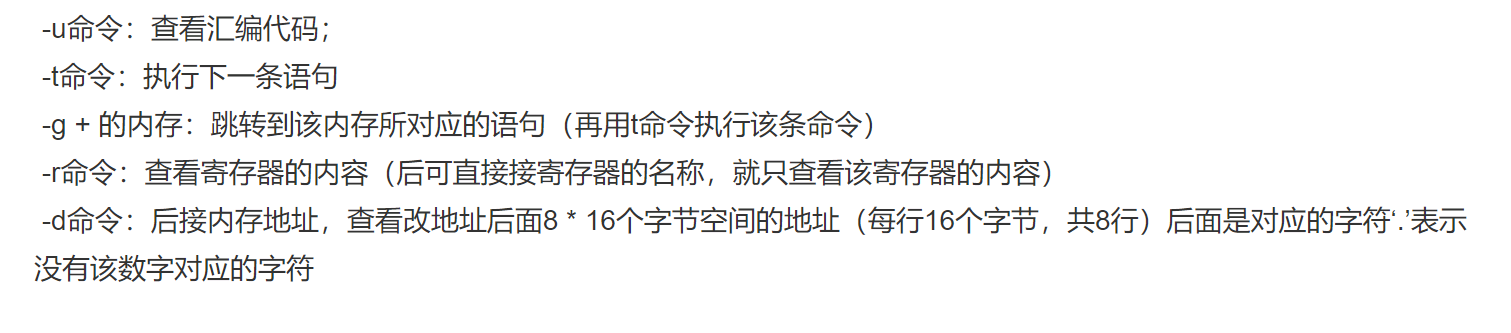 -u命令：查看汇编代码；
-t命令：执行下一条语句
-g + 的内存：跳转到该内存所对应的语句（再用t命令执行该条命令）
-r命令：查看寄存器的内容（后可直接接寄存器的名称，就只查看该寄存器的内容）
-d命令：后接内存地址，查看改地址后面8 * 16个字节空间的地址（每行16个字节，共8行）后面是对应的字符‘.’表示
没有该数字对应的字符